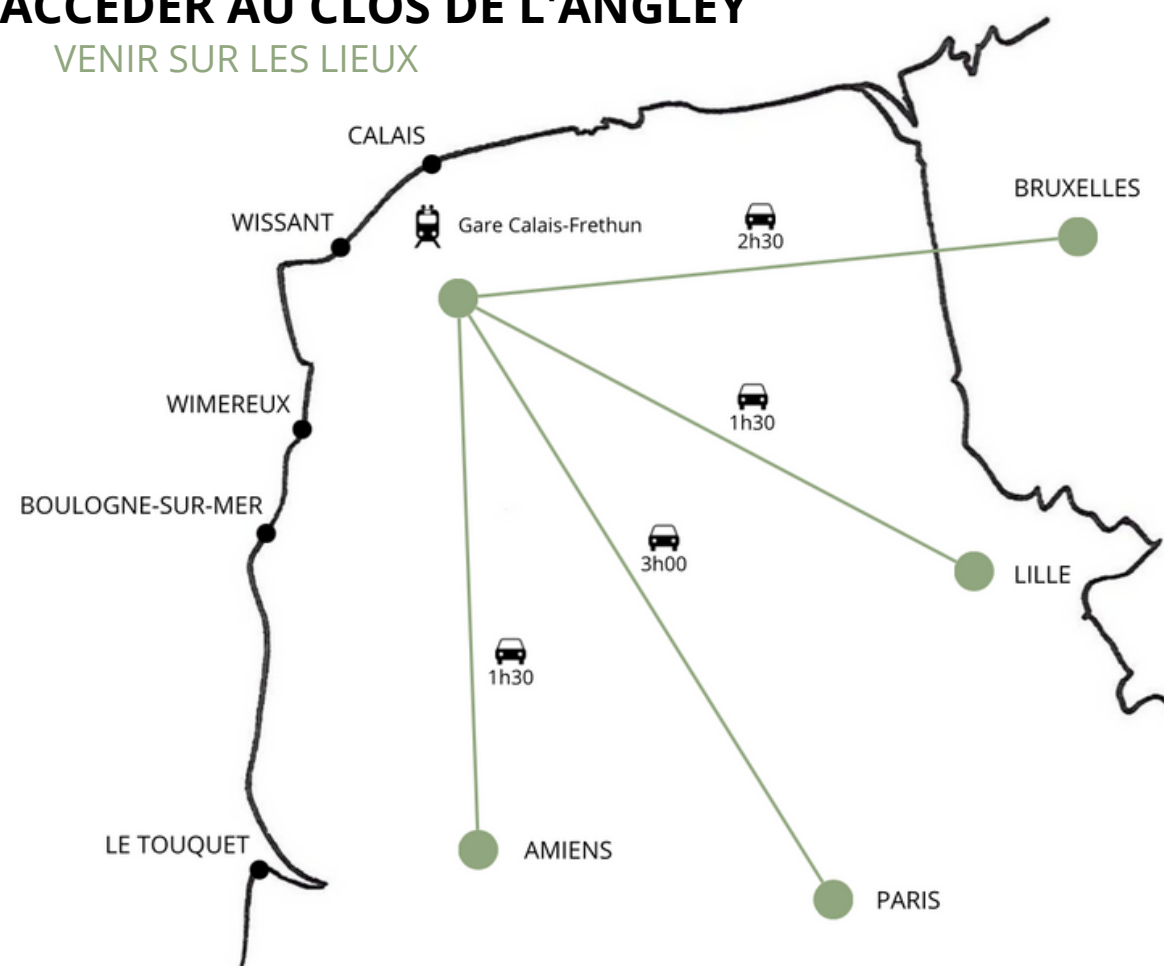 ACCÉDER AU CLOS DE L'ANGLEY
VENIR SUR LES LIEUX
CALAIS
BRUXELLES
WISSANT
Gare Calais-Frethun
2h30
WIMEREUX
1h30
BOULOGNE-SUR-MER
3h00
LILLE
1h30
LE TOUQUET
AMIENS
PARIS